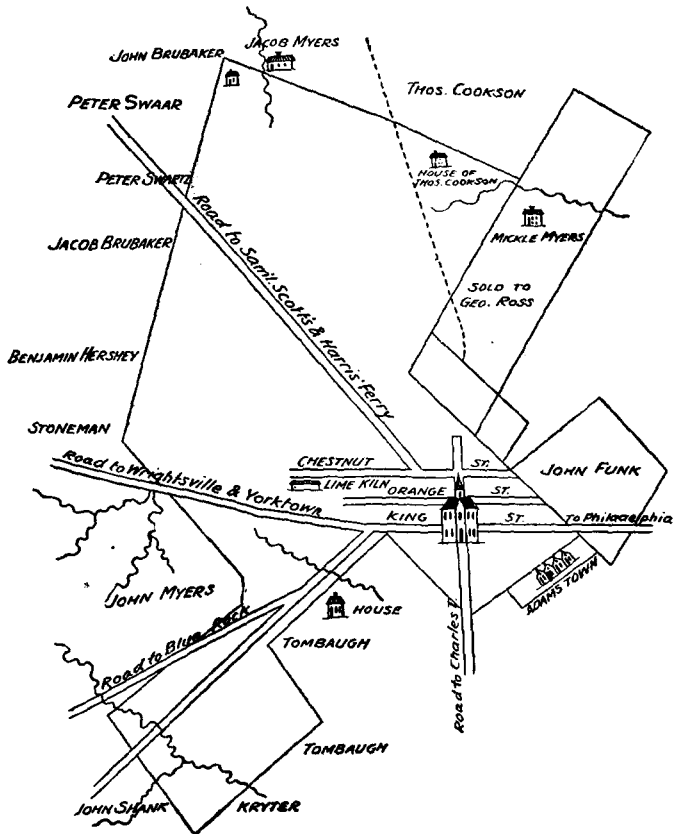 JACOB MYERS
JOHN BRUBAKER
THOS. COOKSON
PETER SWAAR
HOUSE OF
THOS. COOKSON
PETER SWARTZ
MICKLE MYERS
JACOB BRUBAKER
Road to Saml. Scott's & Harris' Ferry
SOLD TO
GEO. ROSS
BENJAMIN HERSHEY
STONEMAN
CHESTNUT ST.
JOHN FUNK
Road to Wrightsville & Yorktown
LIME KILN
ORANGE ST.
KING ST.
To Philadelphia
ADAMS TOWN
JOHN MYERS
HOUSE
Road to Blue Rock
TOMBAUGH
Road to Charles T.
TOMBAUGH
JOHN SHANK
KRYTER